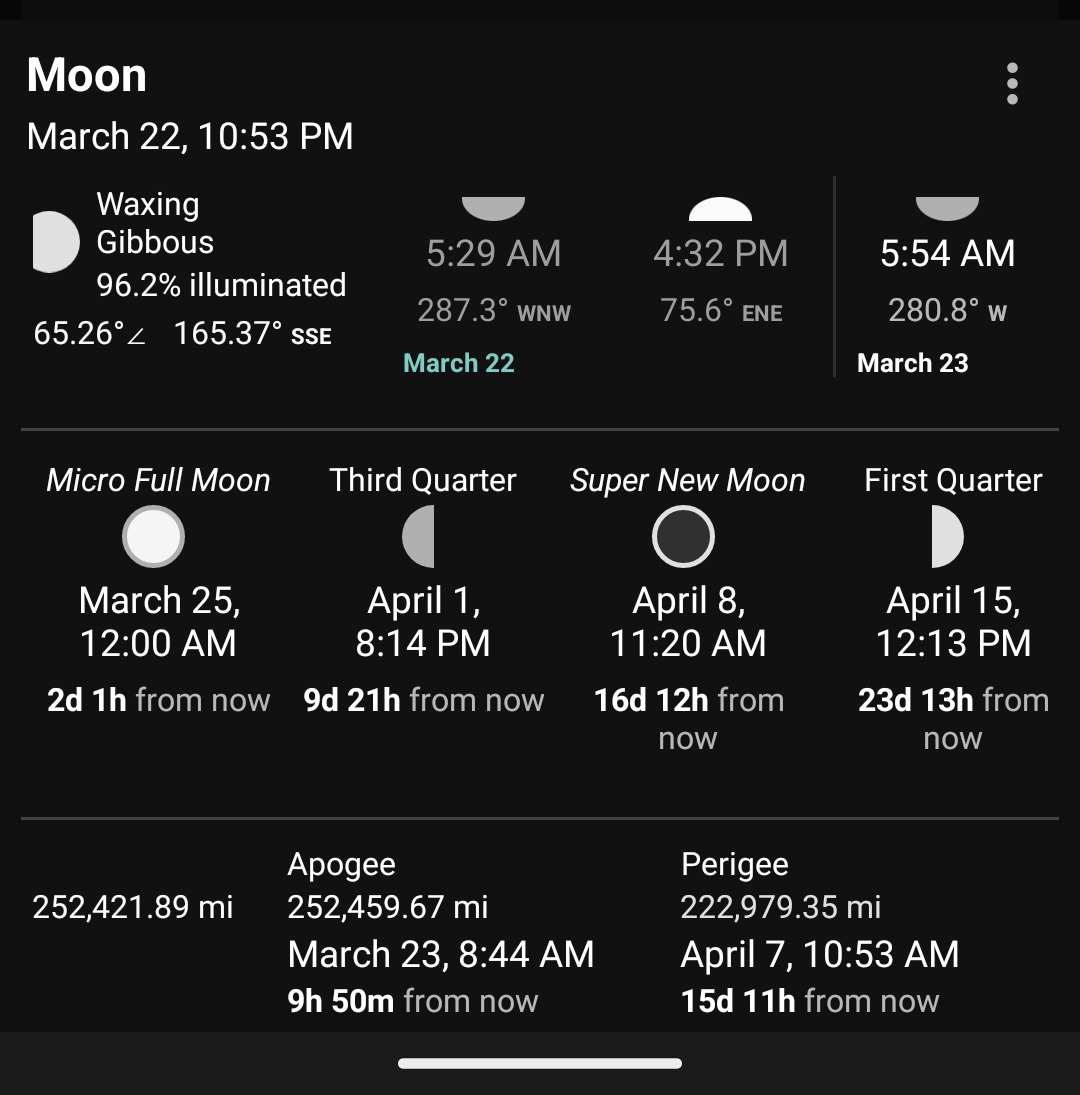 Moon
March 22, 10:53 PM
Waxing
Gibbous
96.2% illuminated
65.26°∠ 165.37° SSE
5:29 AM
287.3° WNW
March 22
4:32 PM
75.6° ENE
5:54 AM
280.8° W
March 23
Micro Full Moon
March 25,
12:00 AM
2d 1h from now
Third Quarter
April 1,
8:14 PM
9d 21h from now
Super New Moon
April 8,
11:20 AM
16d 12h from
now
First Quarter
April 15,
12:13 PM
23d 13h from
now
252,421.89 mi
Apogee
252,459.67 mi
March 23, 8:44 AM
9h 50m from now
Perigee
222,979.35 mi
April 7, 10:53 AM
15d 11h from now